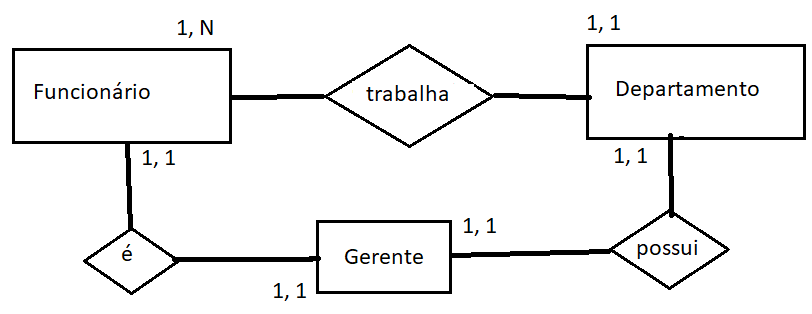 1, N
1, 1
Funcionário
trabalha
Departamento
1, 1
1, 1
é
Gerente
1, 1
possui
1, 1